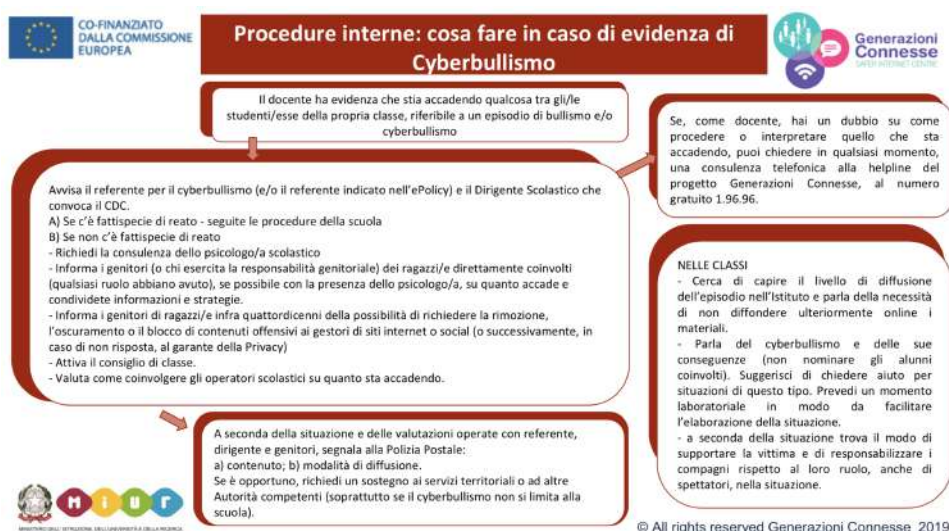 CO-FINANZIATO
DALLA COMMISSIONE
EUROPEA
Procedure interne: cosa fare in caso di evidenza di
Cyberbullismo
Generazioni
Connesse
SAFER INTERNET CENTRE
Il docente ha evidenza che stia accadendo qualcosa tra gli/le
studenti/esse della propria classe, riferibile a un episodio di bullismo e/o
cyberbullismo
Se, come docente, hai un dubbio su come
procedere o interpretare quello che sta
accadendo, puoi chiedere in qualsiasi momento,
una consulenza telefonica alla helpline del
progetto Generazioni Connesse, al numero
gratuito 1.96.96.
Avvisa il referente per il cyberbullismo (e/o il referente indicato nell'ePolicy) e il Dirigente Scolastico che
convoca il CDC.
A) Se c'è fattispecie di reato - seguite le procedure della scuola
B) Se non c'è fattispecie di reato
- Richiedi la consulenza dello psicologo/a scolastico
- Informa i genitori (o chi esercita la responsabilità genitoriale) dei ragazzi/e direttamente coinvolti
(qualsiasi ruolo abbiano avuto), se possibile con la presenza dello psicologo/a, su quanto accade e
condividete informazioni e strategie.
- Informa i genitori di ragazzi/e infra quattordicenni della possibilità di richiedere la rimozione,
l'oscuramento o il blocco di contenuti offensivi ai gestori di siti internet o social (o successivamente, in
caso di non risposta, al garante della Privacy)
- Attiva il consiglio di classe.
- Valuta come coinvolgere gli operatori scolastici su quanto sta accadendo.
NELLE CLASSI
- Cerca di capire il livello di diffusione
dell'episodio nell'Istituto e parla della necessità
di non diffondere ulteriormente online i
materiali.
- Parla del cyberbullismo e delle sue
conseguenze (non nominare gli alunni
coinvolti). Suggerisci di chiedere aiuto per
situazioni di questo tipo. Prevedi un momento
laboratoriale in modo da facilitare
l'elaborazione della situazione.
- a seconda della situazione trova il modo di
supportare la vittima e di responsabilizzare i
compagni rispetto al loro ruolo, anche di
spettatori, nella situazione.
A seconda della situazione e delle valutazioni operate con referente,
dirigente e genitori, segnala alla Polizia Postale:
a) contenuto; b) modalità di diffusione.
Se è opportuno, richiedi un sostegno ai servizi territoriali o ad altre
Autorità competenti (soprattutto se il cyberbullismo non si limita alla
scuola).
miur
MINISTERO DELL'ISTRUZIONE, DELL'UNIVERSITÀ E DELLA RICERCA
© All rights reserved Generazioni Connesse 2019